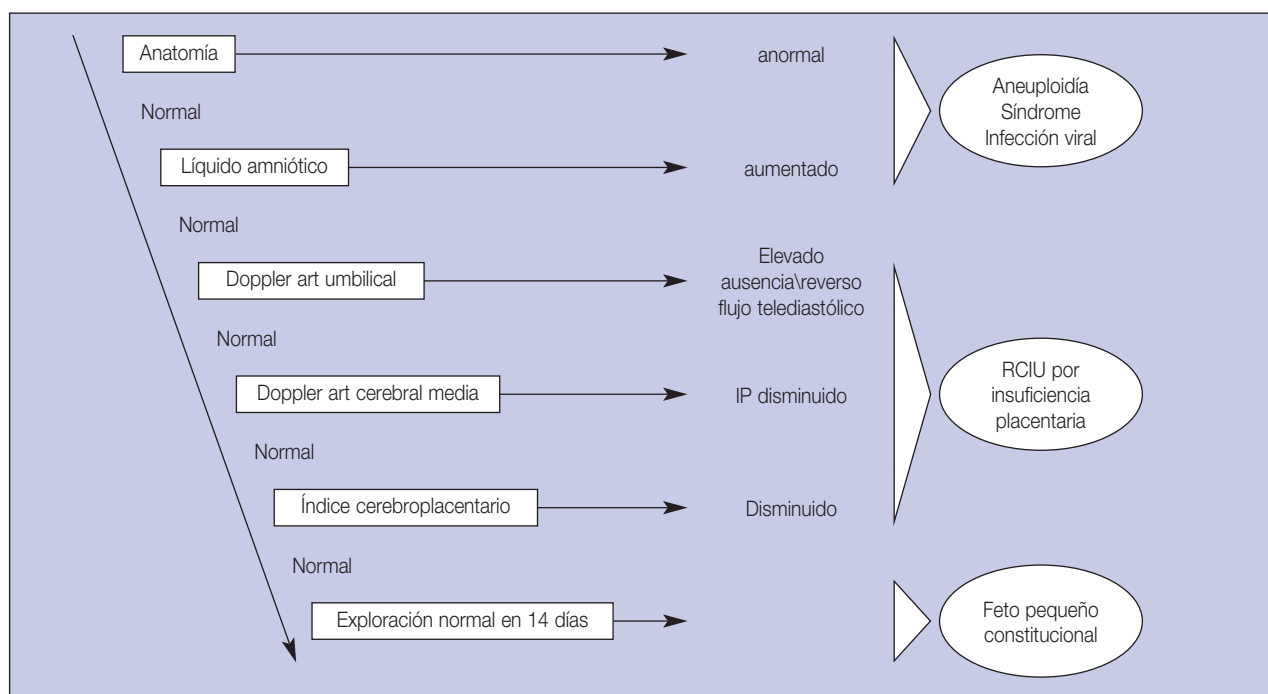 Anatomía
anormal
Aneuploidía
Síndrome
Infección viral
Normal
Líquido amniótico
aumentado
Normal
Doppler art umbilical
Elevado
ausencia\reverso
flujo telediastólico
Normal
Doppler art cerebral media
IP disminuido
RCIU por
insuficiencia
placentaria
Normal
Índice cerebroplacentario
Disminuido
Normal
Exploración normal en 14 días
Feto pequeño
constitucional